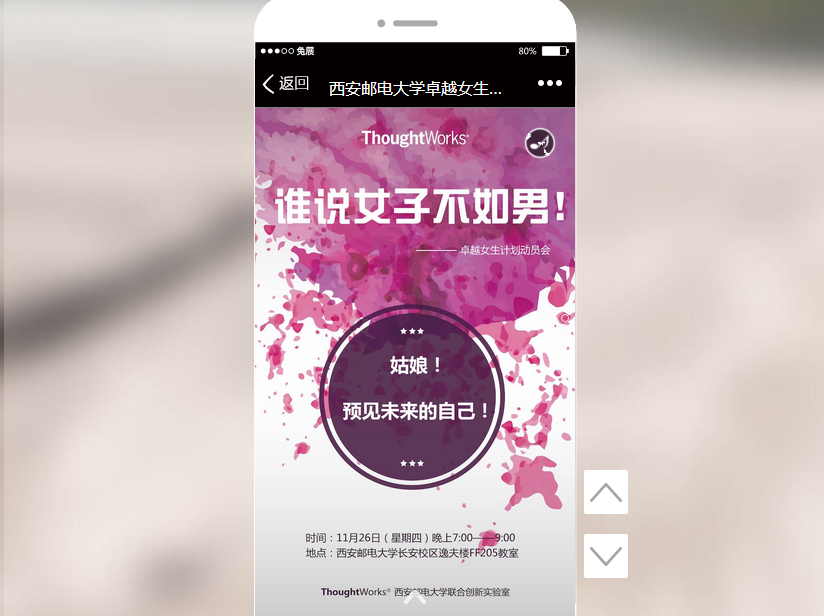 兔展
80%
返回
西安邮电大学卓越女生...
ThoughtWorks®
谁说女子不如男！
——— 卓越女生计划动员会
姑娘！
预见未来的自己！
时间：11月26日（星期四）晚上7:00——9:00
地点：西安邮电大学长安校区逸夫楼FF205教室
ThoughtWorks® 西安邮电大学联合创新实验室